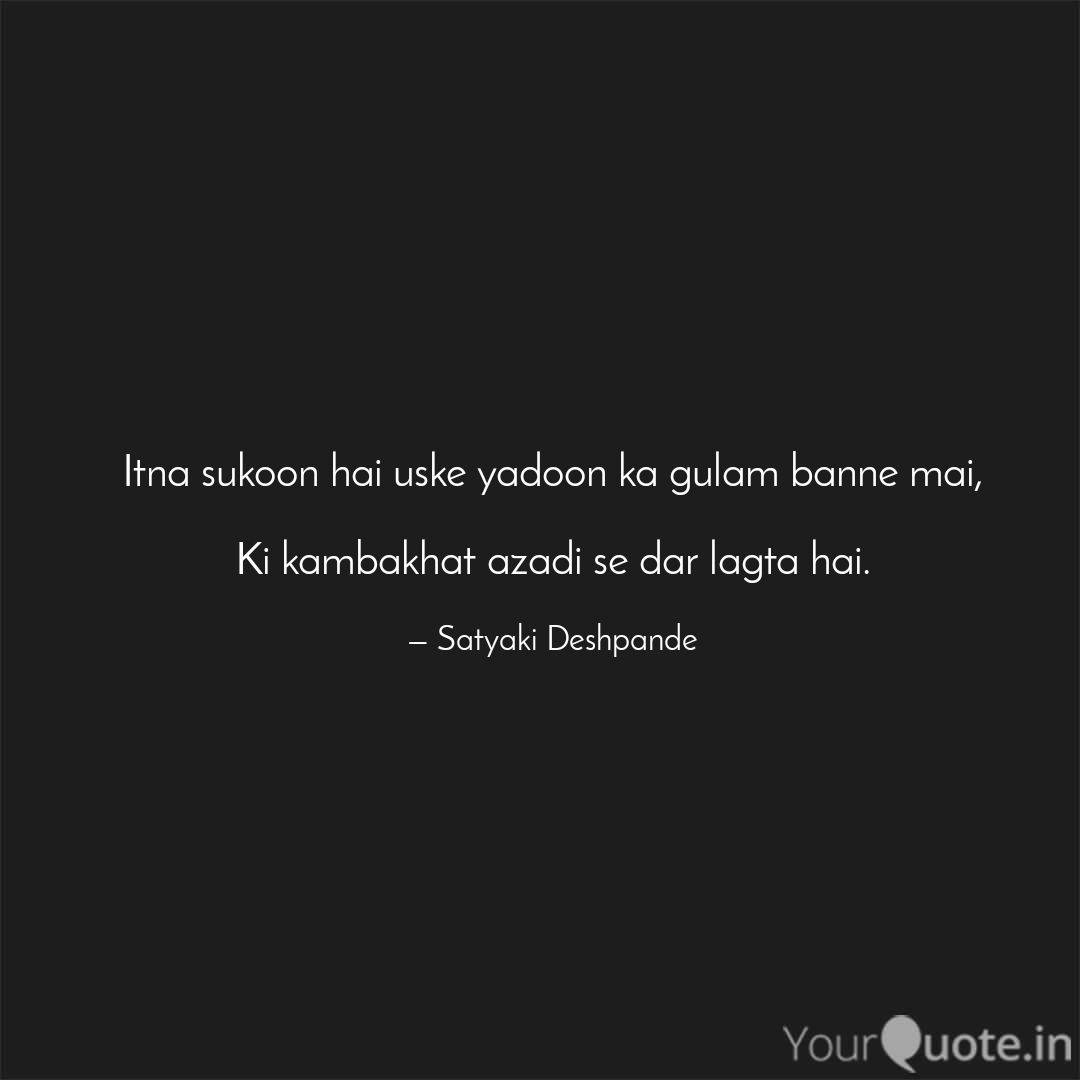 Itna sukoon hai uske yadoon ka gulam banne mai,
Ki kambakhat azadi se dar lagta hai.
– Satyaki Deshpande
YourQuote.in